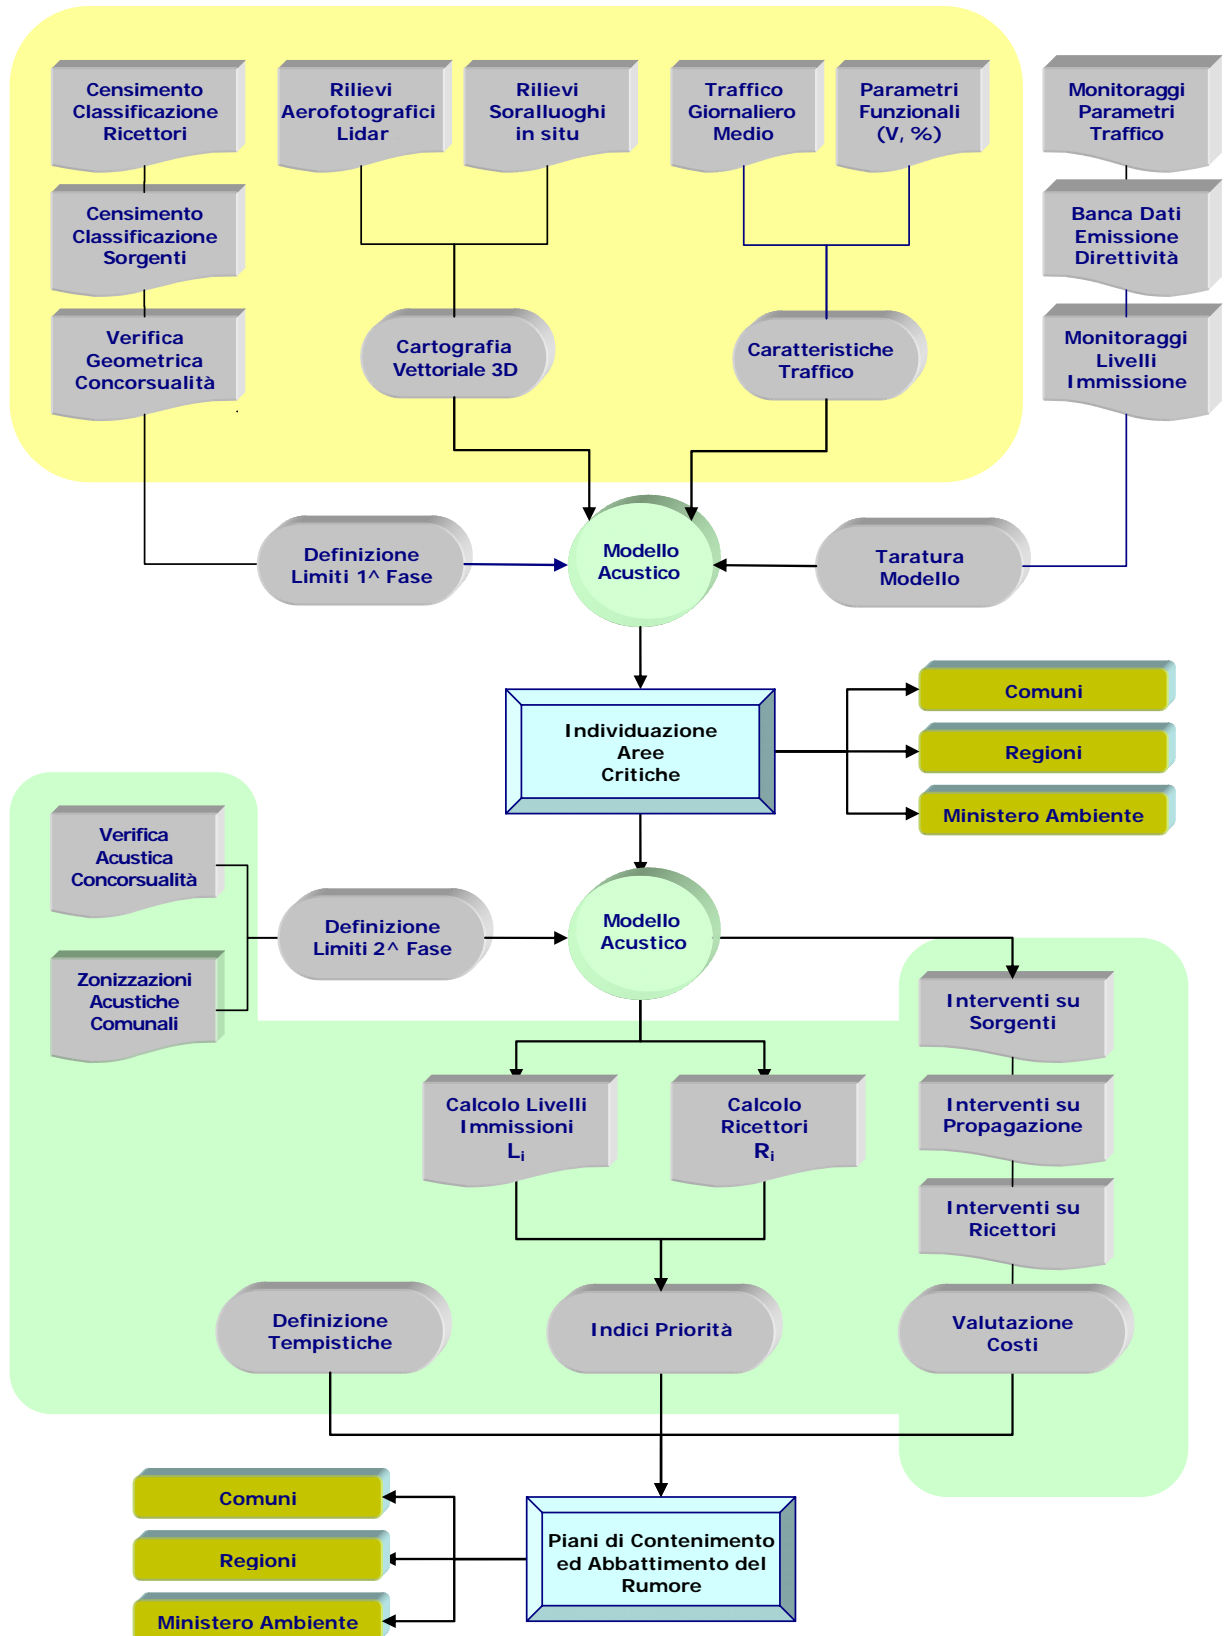 Censimento
Classificazione
Ricettori
Rilievi
Aerofotografici
Lidar
Rilievi
Soralluoghi
in situ
Traffico
Giornaliero
Medio
Parametri
Funzionali
(V, %)
Monitoraggi
Parametri
Traffico
Censimento
Classificazione
Sorgenti
Banca Dati
Emissione
Direttività
Verifica
Geometrica
Concorsualità
Cartografia
Vettoriale 3D
Caratteristiche
Traffico
Monitoraggi
Livelli
Immissione
Definizione
Limiti 1^ Fase
Modello
Acustico
Taratura
Modello
Individuazione
Aree
Critiche
Comuni
Regioni
Ministero Ambiente
Verifica
Acustica
Concorsualità
Definizione
Limiti 2^ Fase
Modello
Acustico
Zonizzazioni
Acustiche
Comunali
Interventi su
Sorgenti
Calcolo Livelli
Immissioni
Li
Calcolo
Ricettori
Ri
Interventi su
Propagazione
Interventi su
Ricettori
Definizione
Tempistiche
Indici Priorità
Valutazione
Costi
Comuni
Regioni
Ministero Ambiente
Piani di Contenimento
ed Abbattimento del
Rumore